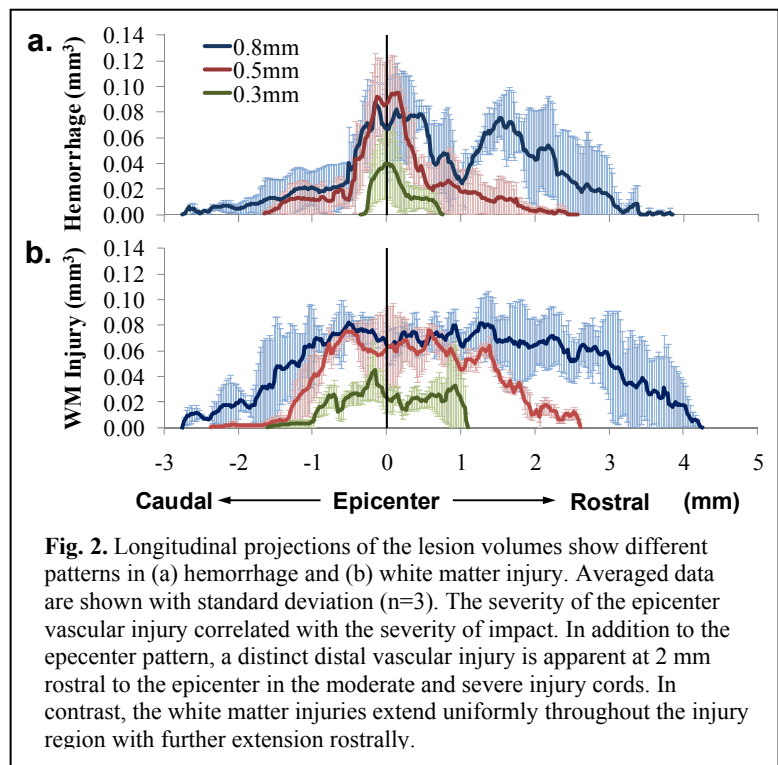 a.
Hemorrhage (mm³)
0.14
0.12
0.10
0.08
0.06
0.04
0.02
0.00
0.8mm
0.5mm
0.3mm
b.
WM Injury (mm³)
0.14
0.12
0.10
0.08
0.06
0.04
0.02
0.00
-3 -2 -1 0 1 2 3 4 5
Caudal Epicenter Rostral (mm)
Fig. 2. Longitudinal projections of the lesion volumes show different
patterns in (a) hemorrhage and (b) white matter injury. Averaged data
are shown with standard deviation (n=3). The severity of the epicenter
vascular injury correlated with the severity of impact. In addition to the
epecenter pattern, a distinct distal vascular injury is apparent at 2 mm
rostral to the epicenter in the moderate and severe injury cords. In
contrast, the white matter injuries extend uniformly throughout the injury
region with further extension rostrally.